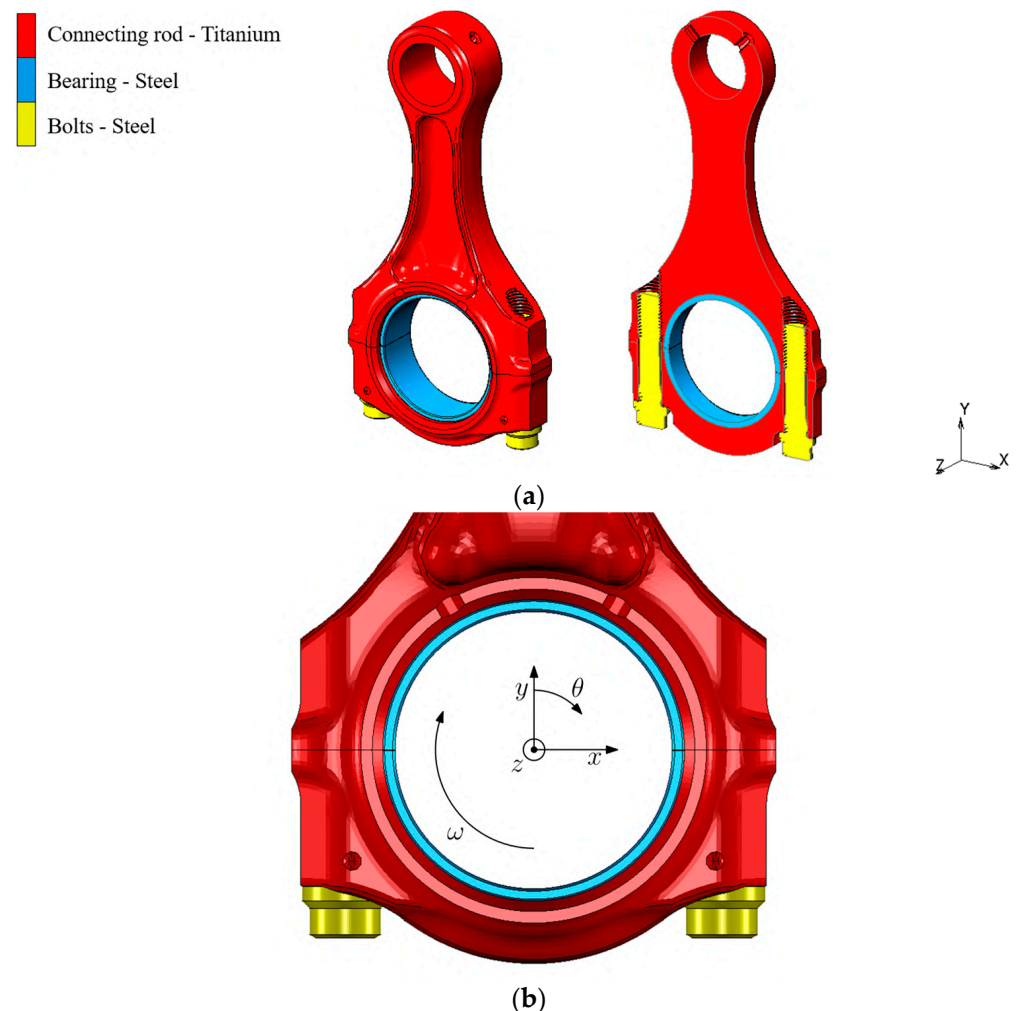 Connecting rod - Titanium
Bearing - Steel
Bolts - Steel
Y
Z
X
(a)
y
θ
z
x
ω
(b)